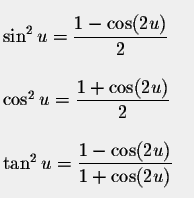 sin² u = (1 − cos(2u)) / 2
cos² u = (1 + cos(2u)) / 2
tan² u = (1 − cos(2u)) / (1 + cos(2u))